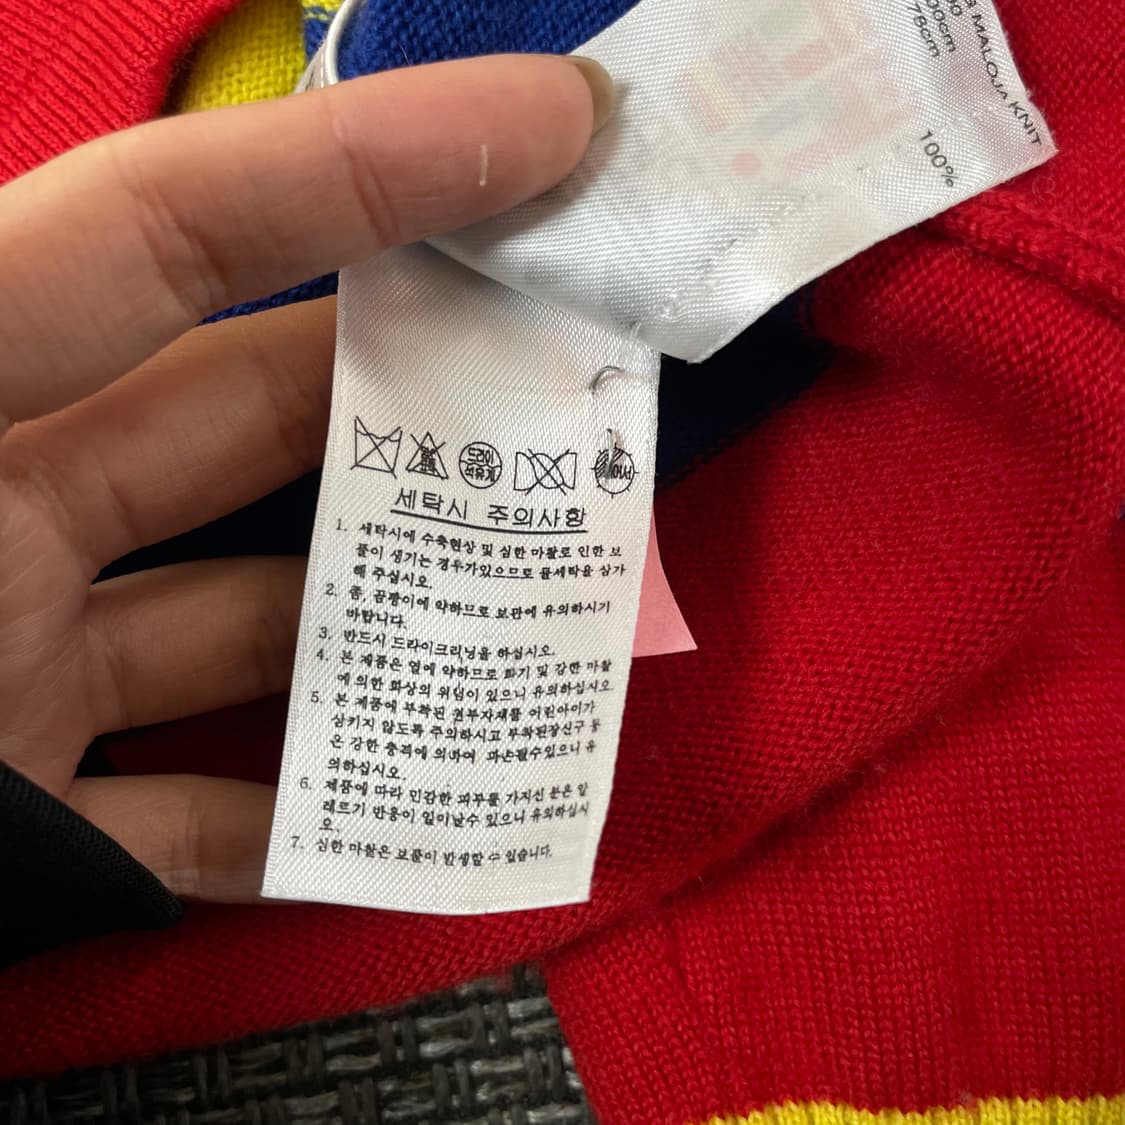 3 MALOJA KNIT
00cm
78cm
100%
드라이
석유계
세탁시 주의사항
1. 세탁시에 수축현상 및 심한 마찰로 인한 보
풀이 생기는 경우가있으므로 물세탁을 삼가
해 주십시오.
2. 좀, 곰팡이에 약하므로 보관에 유의하시기
바랍니다.
3. 반드시 드라이크리닝을 하십시오.
4. 본 제품은 열에 약하므로 화기 및 강한 마찰
에 의한 화상의 위험이 있으니 유의하십시오.
5. 본 제품에 부착된 원부자재를 어린아이가
삼키지 않도록 주의하시고 부착된장신구 등
은 강한 충격에 의하여 파손될수있으니 유
의하십시오.
6. 제품에 따라 민감한 피부를 가지신 분은 알
레르기 반응이 일어날수 있으니 유의하십시
오.
7. 심한 마찰은 보풀이 발생할 수 있습니다.